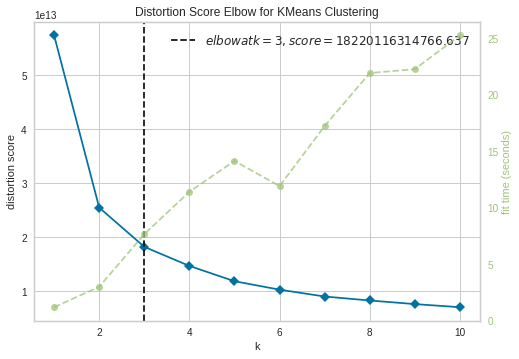 Distortion Score Elbow for KMeans Clustering
1e13
elbowatk = 3, score = 18220116314766.637
distortion score
5
4
3
2
1
25
20
15
10
5
0
fit time (seconds)
2
4
6
8
10
k